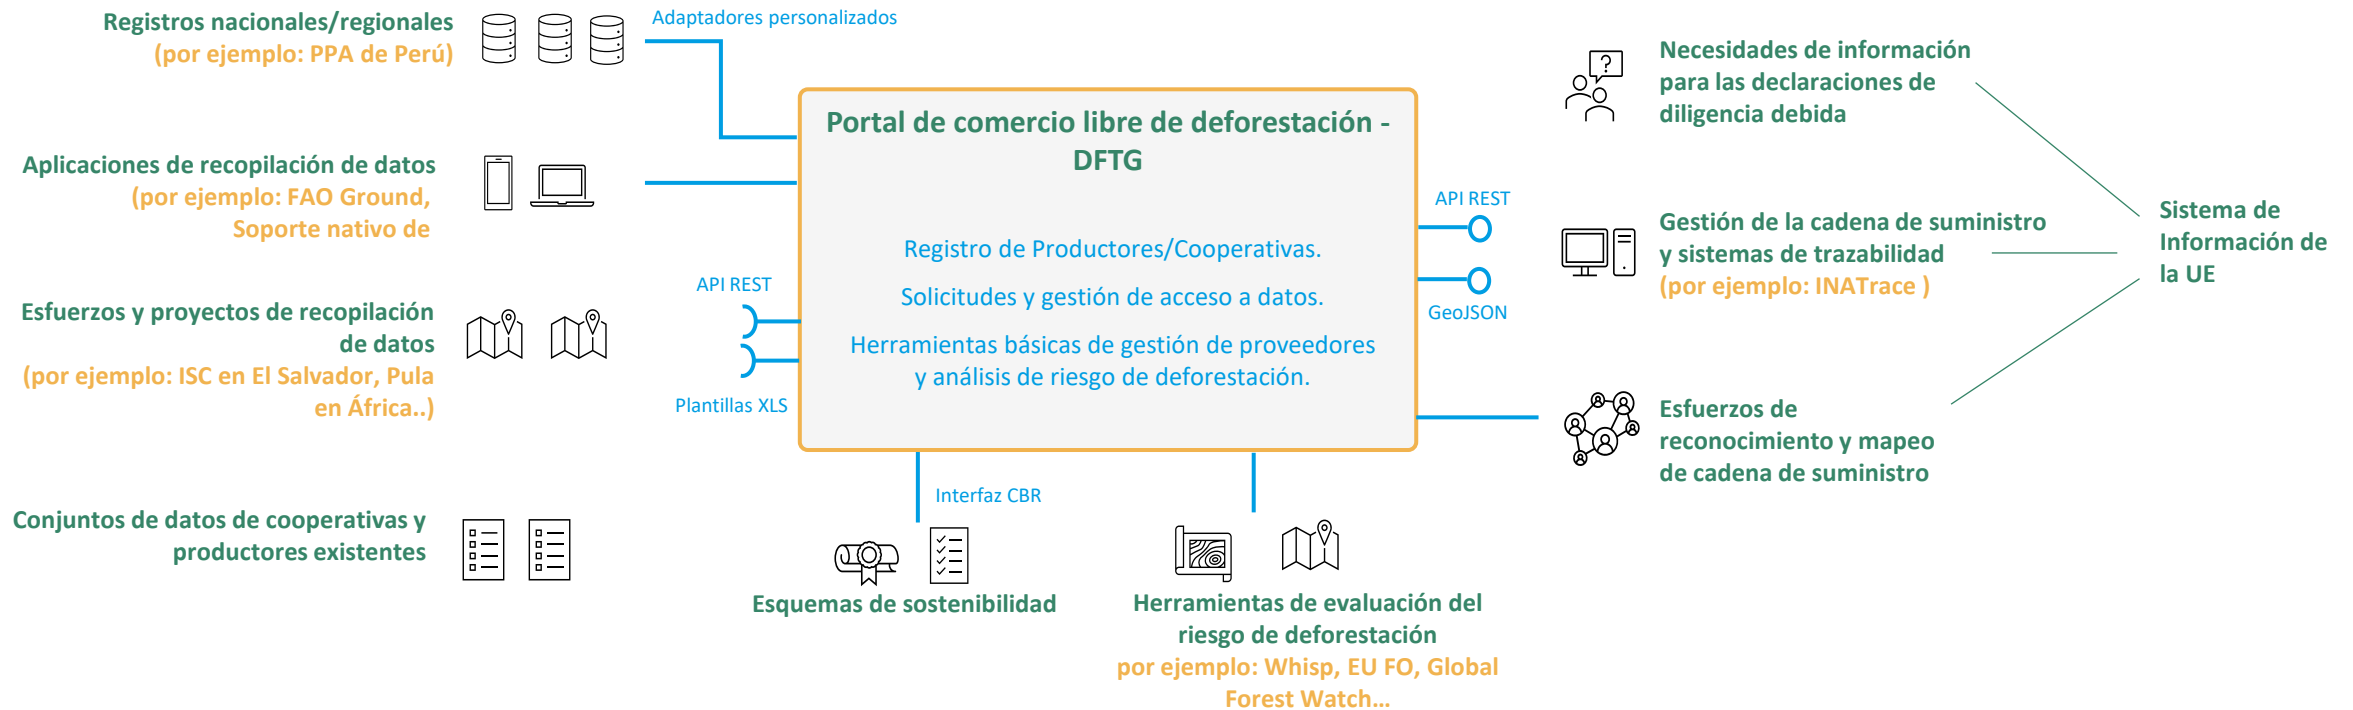 Registros nacionales/regionales
(por ejemplo: PPA de Perú)
Adaptadores personalizados
Aplicaciones de recopilación de datos
(por ejemplo: FAO Ground,
Soporte nativo de
Esfuerzos y proyectos de recopilación
de datos
(por ejemplo: ISC en El Salvador, Pula
en África..)
Conjuntos de datos de cooperativas y
productores existentes
API REST
Plantillas XLS
Portal de comercio libre de deforestación -
DFTG
Registro de Productores/Cooperativas.
Solicitudes y gestión de acceso a datos.
Herramientas básicas de gestión de proveedores
y análisis de riesgo de deforestación.
Interfaz CBR
Esquemas de sostenibilidad
Herramientas de evaluación del
riesgo de deforestación
por ejemplo: Whisp, EU FO, Global
Forest Watch...
API REST
GeoJSON
?
Necesidades de información
para las declaraciones de
diligencia debida
Gestión de la cadena de suministro
y sistemas de trazabilidad
(por ejemplo: INATrace )
Esfuerzos de
reconocimiento y mapeo
de cadena de suministro
Sistema de
Información de
la UE